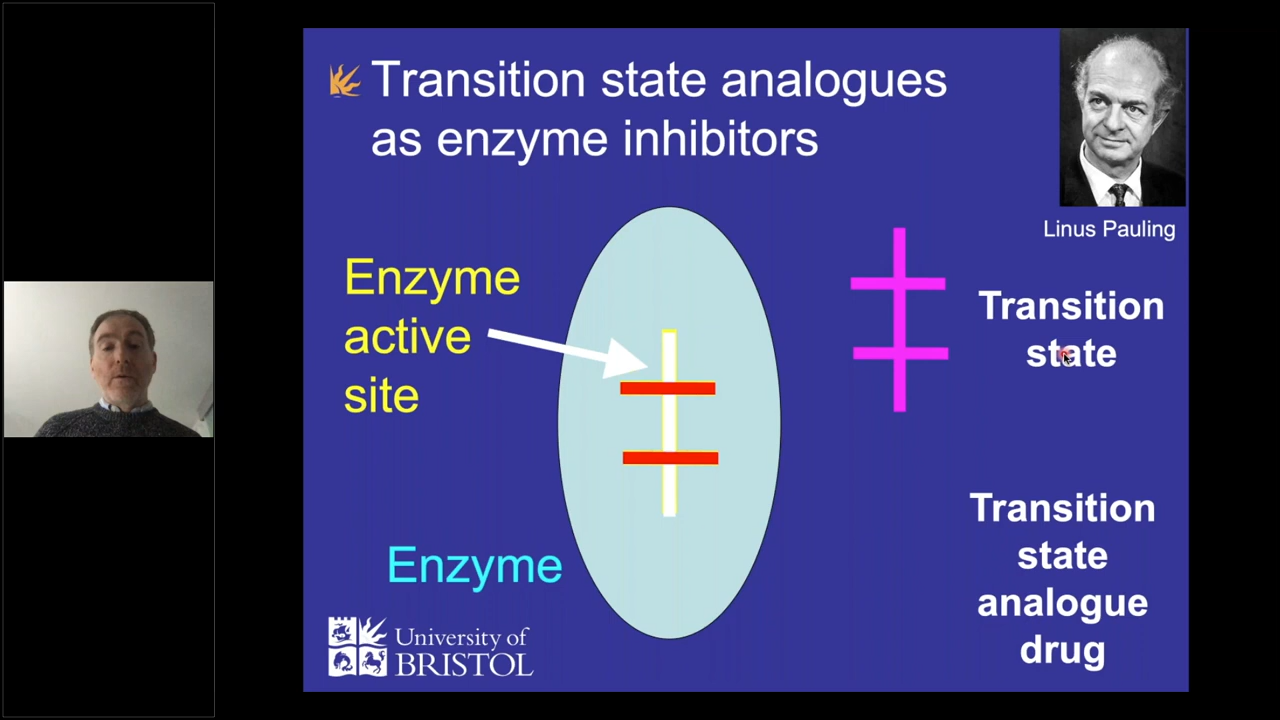 Transition state analogues
as enzyme inhibitors
Linus Pauling
Enzyme
active
site
Transition
state
Enzyme
Transition
state
analogue
drug
University of
BRISTOL